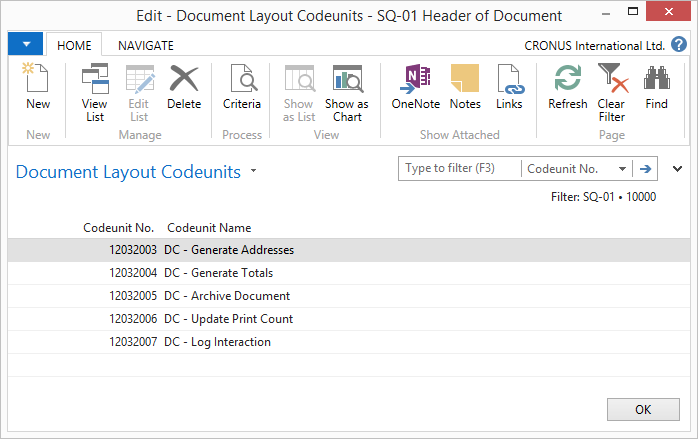 Edit - Document Layout Codeunits - SQ-01 Header of Document
HOME NAVIGATE CRONUS International Ltd. ?
New View List Edit List Delete Criteria Show as List Show as Chart OneNote Notes Links Refresh Clear Filter Find
New Manage Process View Show Attached Page
Document Layout Codeunits Type to filter (F3) Codeunit No.
Filter: SQ-01 • 10000
Codeunit No. Codeunit Name
12032003 DC - Generate Addresses
12032004 DC - Generate Totals
12032005 DC - Archive Document
12032006 DC - Update Print Count
12032007 DC - Log Interaction
OK